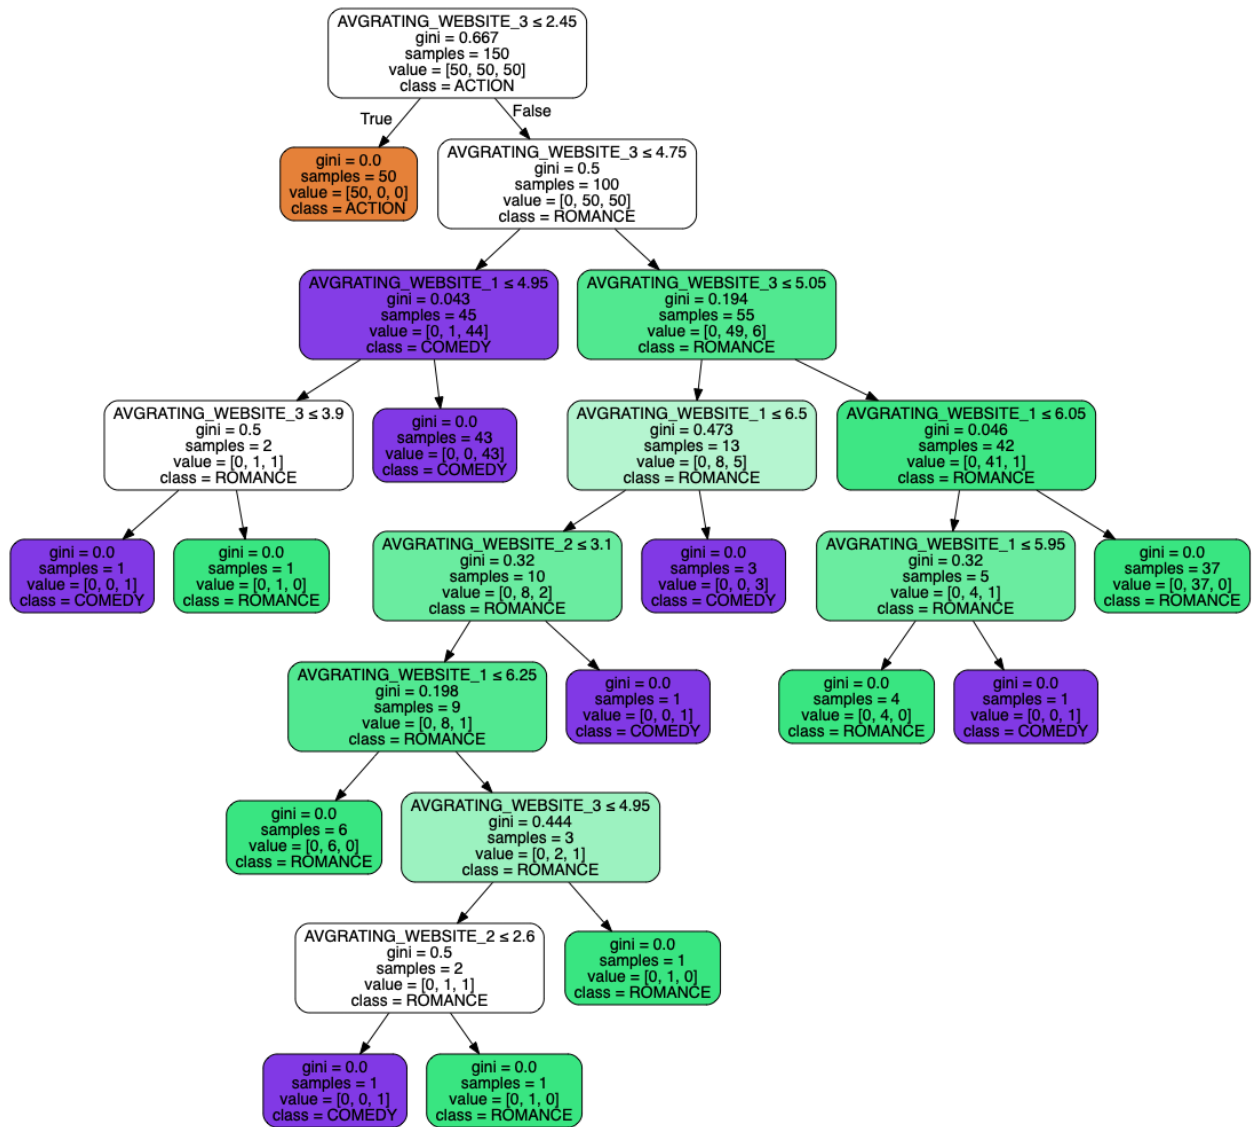 AVGRATING_WEBSITE_3 ≤ 2.45
gini = 0.667
samples = 150
value = [50, 50, 50]
class = ACTION
True
False
gini = 0.0
samples = 50
value = [50, 0, 0]
class = ACTION
AVGRATING_WEBSITE_3 ≤ 4.75
gini = 0.5
samples = 100
value = [0, 50, 50]
class = ROMANCE
AVGRATING_WEBSITE_1 ≤ 4.95
gini = 0.043
samples = 45
value = [0, 1, 44]
class = COMEDY
AVGRATING_WEBSITE_3 ≤ 5.05
gini = 0.194
samples = 55
value = [0, 49, 6]
class = ROMANCE
AVGRATING_WEBSITE_3 ≤ 3.9
gini = 0.5
samples = 2
value = [0, 1, 1]
class = ROMANCE
gini = 0.0
samples = 43
value = [0, 0, 43]
class = COMEDY
AVGRATING_WEBSITE_1 ≤ 6.5
gini = 0.473
samples = 13
value = [0, 8, 5]
class = ROMANCE
AVGRATING_WEBSITE_1 ≤ 6.05
gini = 0.046
samples = 42
value = [0, 41, 1]
class = ROMANCE
gini = 0.0
samples = 1
value = [0, 0, 1]
class = COMEDY
gini = 0.0
samples = 1
value = [0, 1, 0]
class = ROMANCE
AVGRATING_WEBSITE_2 ≤ 3.1
gini = 0.32
samples = 10
value = [0, 8, 2]
class = ROMANCE
gini = 0.0
samples = 3
value = [0, 0, 3]
class = COMEDY
AVGRATING_WEBSITE_1 ≤ 5.95
gini = 0.32
samples = 5
value = [0, 4, 1]
class = ROMANCE
gini = 0.0
samples = 37
value = [0, 37, 0]
class = ROMANCE
AVGRATING_WEBSITE_1 ≤ 6.25
gini = 0.198
samples = 9
value = [0, 8, 1]
class = ROMANCE
gini = 0.0
samples = 1
value = [0, 0, 1]
class = COMEDY
gini = 0.0
samples = 4
value = [0, 4, 0]
class = ROMANCE
gini = 0.0
samples = 1
value = [0, 0, 1]
class = COMEDY
gini = 0.0
samples = 6
value = [0, 6, 0]
class = ROMANCE
AVGRATING_WEBSITE_3 ≤ 4.95
gini = 0.444
samples = 3
value = [0, 2, 1]
class = ROMANCE
AVGRATING_WEBSITE_2 ≤ 2.6
gini = 0.5
samples = 2
value = [0, 1, 1]
class = ROMANCE
gini = 0.0
samples = 1
value = [0, 1, 0]
class = ROMANCE
gini = 0.0
samples = 1
value = [0, 0, 1]
class = COMEDY
gini = 0.0
samples = 1
value = [0, 1, 0]
class = ROMANCE